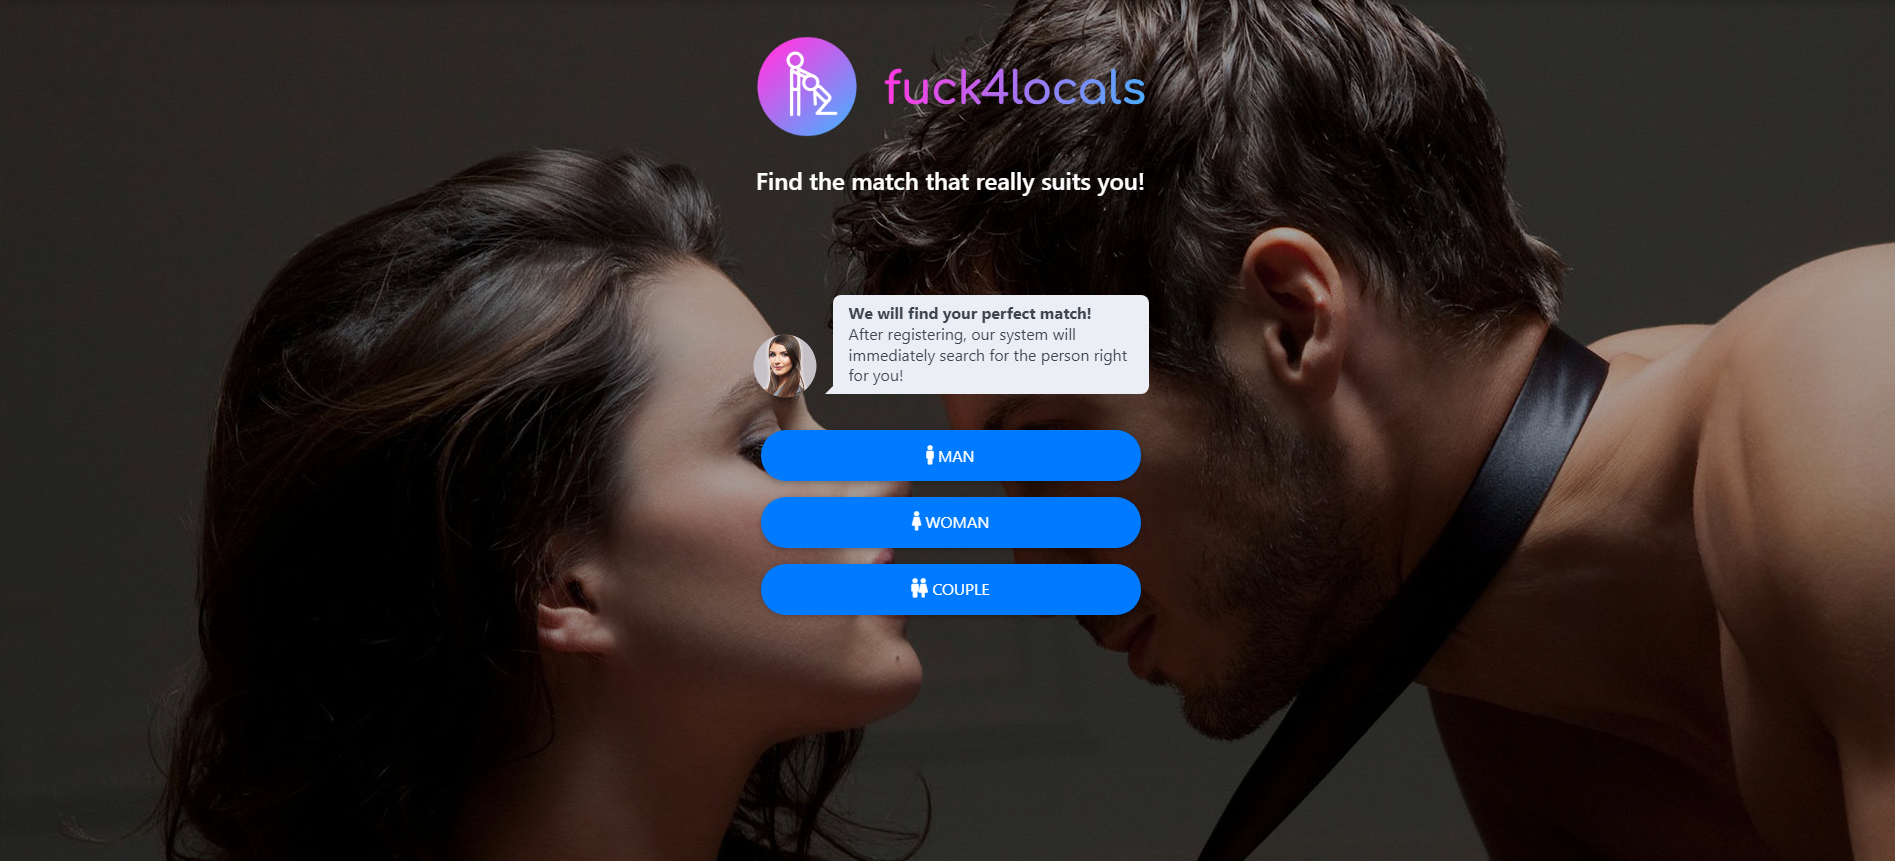 fuck4locals
Find the match that really suits you!
We will find your perfect match!
After registering, our system will
immediately search for the person right
for you!
MAN
WOMAN
COUPLE